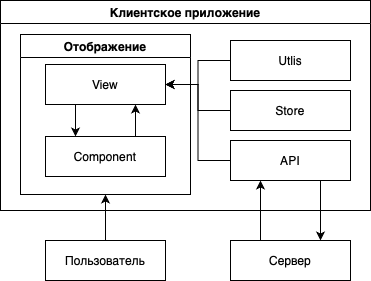 Клиентское приложение
Отображение
View
Utlis
Store
Component
API
Пользователь
Сервер